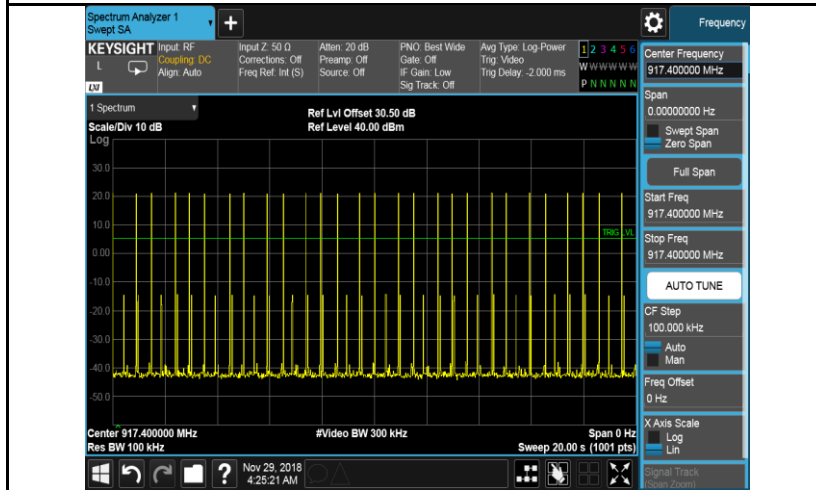 Spectrum Analyzer 1
Swept SA
+
Frequency
KEYSIGHT
L
LXI
Input: RF
Coupling: DC
Align: Auto
Input Z: 50 Ω
Corrections: Off
Freq Ref: Int (S)
Atten: 20 dB
Preamp: Off
Source: Off
PNO: Best Wide
Gate: Off
IF Gain: Low
Sig Track: Off
Avg Type: Log-Power
Trig: Video
Trig Delay: -2.000 ms
1 2 3 4 5 6
W W W W W W
P N N N N N
1 Spectrum
Scale/Div 10 dB
Ref Lvl Offset 30.50 dB
Ref Level 40.00 dBm
Log
30.0
20.0
10.0
0.00
-10.0
-20.0
-30.0
-40.0
-50.0
TRIG LVL
Center 917.400000 MHz
Res BW 100 kHz
#Video BW 300 kHz
Span 0 Hz
Sweep 20.00 s (1001 pts)
Center Frequency
917.400000 MHz
Span
0.00000000 Hz
Swept Span
Zero Span
Full Span
Start Freq
917.400000 MHz
Stop Freq
917.400000 MHz
AUTO TUNE
CF Step
100.000 kHz
Auto
Man
Freq Offset
0 Hz
X Axis Scale
Log
Lin
Signal Track
(Span Zoom)
?
Nov 29, 2018
4:25:21 AM